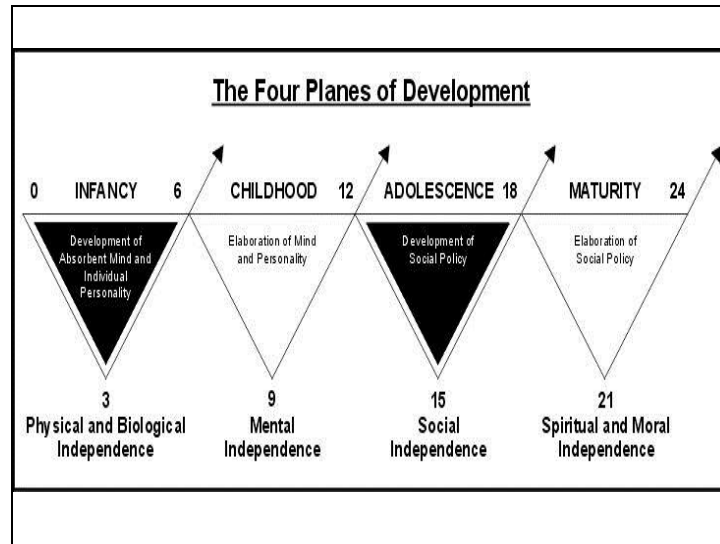 The Four Planes of Development
0 INFANCY 6 CHILDHOOD 12 ADOLESCENCE 18 MATURITY 24
Development of
Absorbent Mind and
Individual
Personality
Elaboration of Mind
and Personality
Development of
Social Policy
Elaboration of
Social Policy
3
Physical and Biological
Independence
9
Mental
Independence
15
Social
Independence
21
Spiritual and Moral
Independence